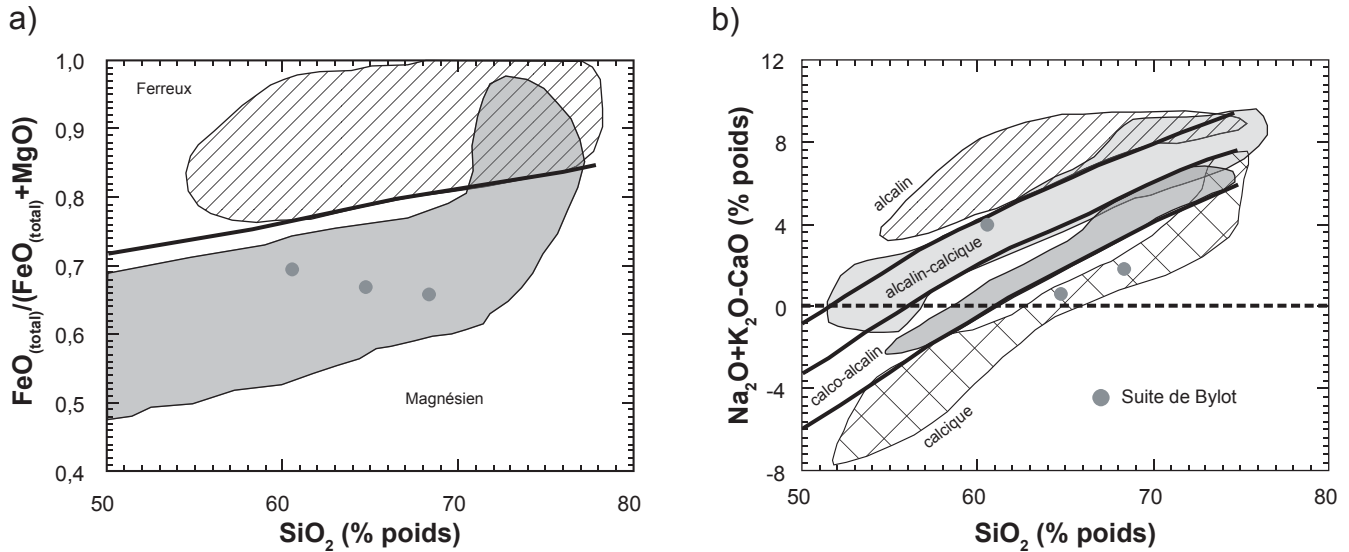 a)
FeO(total)/(FeO(total)+MgO)
1,0
0,9
0,8
0,7
0,6
0,5
0,4
Ferreux
Magnésien
50
60
70
80
SiO2 (% poids)
b)
Na2O+K2O-CaO (% poids)
12
8
4
0
-4
-8
alcalin
alcalin-calcique
calco-alcalin
calcique
Suite de Bylot
50
60
70
80
SiO2 (% poids)